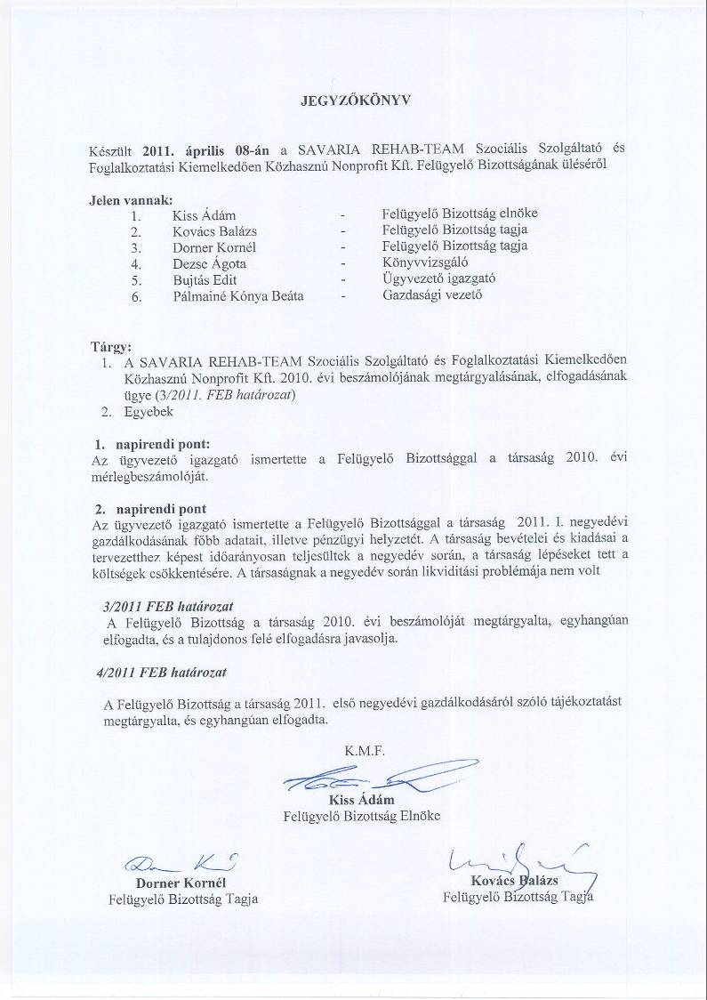 JEGYZŐKÖNYV
Készült 2011. április 08-án a SAVARIA REHAB-TEAM Szociális Szolgáltató és
Foglalkoztatási Kiemelkedően Közhasznú Nonprofit Kft. Felügyelő Bizottságának üléséről
Jelen vannak:
1. Kiss Ádám - Felügyelő Bizottság elnöke
2. Kovács Balázs - Felügyelő Bizottság tagja
3. Dorner Kornél - Felügyelő Bizottság tagja
4. Dezse Ágota - Könyvvizsgáló
5. Bujtás Edit - Ügyvezető igazgató
6. Pálmainé Kónya Beáta - Gazdasági vezető
Tárgy:
1. A SAVARIA REHAB-TEAM Szociális Szolgáltató és Foglalkoztatási Kiemelkedően
Közhasznú Nonprofit Kft. 2010. évi beszámolójának megtárgyalásának, elfogadásának
ügye (3/2011. FEB határozat)
2. Egyebek
1. napirendi pont:
Az ügyvezető igazgató ismertette a Felügyelő Bizottsággal a társaság 2010. évi
mérlegbeszámolóját.
2. napirendi pont
Az ügyvezető igazgató ismertette a Felügyelő Bizottsággal a társaság 2011. I. negyedévi
gazdálkodásának főbb adatait, illetve pénzügyi helyzetét. A társaság bevételei és kiadásai a
tervezetthez képest időarányosan teljesültek a negyedév során, a társaság lépéseket tett a
költségek csökkentésére. A társaságnak a negyedév során likviditási problémája nem volt
3/2011 FEB határozat
A Felügyelő Bizottság a társaság 2010. évi beszámolóját megtárgyalta, egyhangúan
elfogadta, és a tulajdonos felé elfogadásra javasolja.
4/2011 FEB határozat
A Felügyelő Bizottság a társaság 2011. első negyedévi gazdálkodásáról szóló tájékoztatást
megtárgyalta, és egyhangúan elfogadta.
K.M.F.
Kiss Ádám
Felügyelő Bizottság Elnöke
Dorner Kornél
Felügyelő Bizottság Tagja
Kovács Balázs
Felügyelő Bizottság Tagja